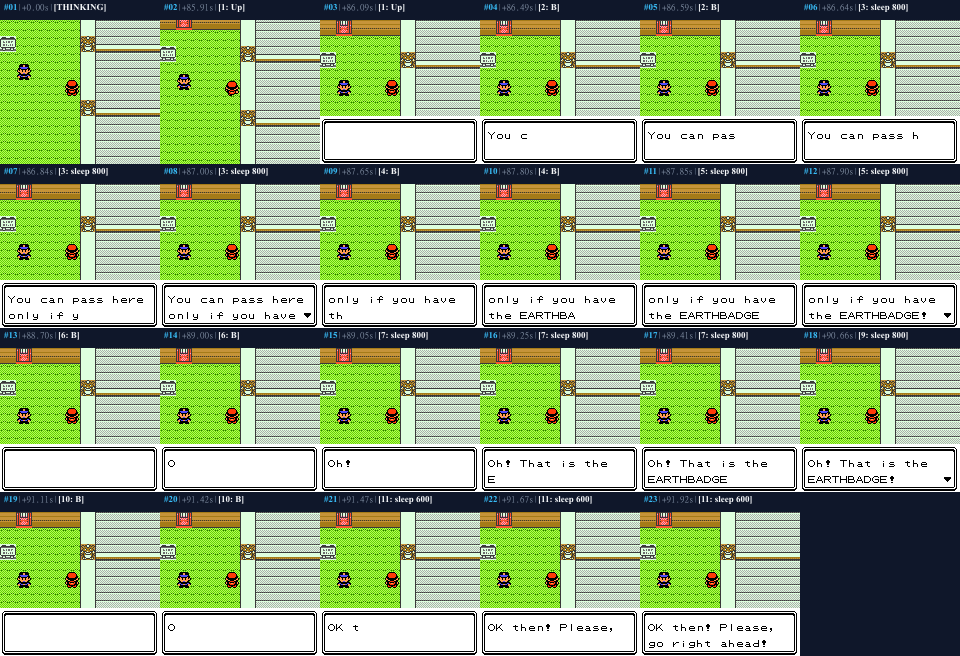 #01|+0.00s|[THINKING]
#02|+85.91s|[1: Up]
#03|+86.09s|[1: Up]
#04|+86.49s|[2: B]
You c
#05|+86.59s|[2: B]
You can pas
#06|+86.64s|[3: sleep 800]
You can pass h
#07|+86.84s|[3: sleep 800]
You can pass here
only if y
#08|+87.00s|[3: sleep 800]
You can pass here
only if you have
#09|+87.65s|[4: B]
only if you have
th
#10|+87.80s|[4: B]
only if you have
the EARTHBA
#11|+87.85s|[5: sleep 800]
only if you have
the EARTHBADGE
#12|+87.90s|[5: sleep 800]
only if you have
the EARTHBADGE!
#13|+88.70s|[6: B]
#14|+89.00s|[6: B]
O
#15|+89.05s|[7: sleep 800]
Oh!
#16|+89.25s|[7: sleep 800]
Oh! That is the
E
#17|+89.41s|[7: sleep 800]
Oh! That is the
EARTHBADGE
#18|+90.66s|[9: sleep 800]
Oh! That is the
EARTHBADGE!
#19|+91.11s|[10: B]
#20|+91.42s|[10: B]
O
#21|+91.47s|[11: sleep 600]
OK t
#22|+91.67s|[11: sleep 600]
OK then! Please,
#23|+91.92s|[11: sleep 600]
OK then! Please,
go right ahead!